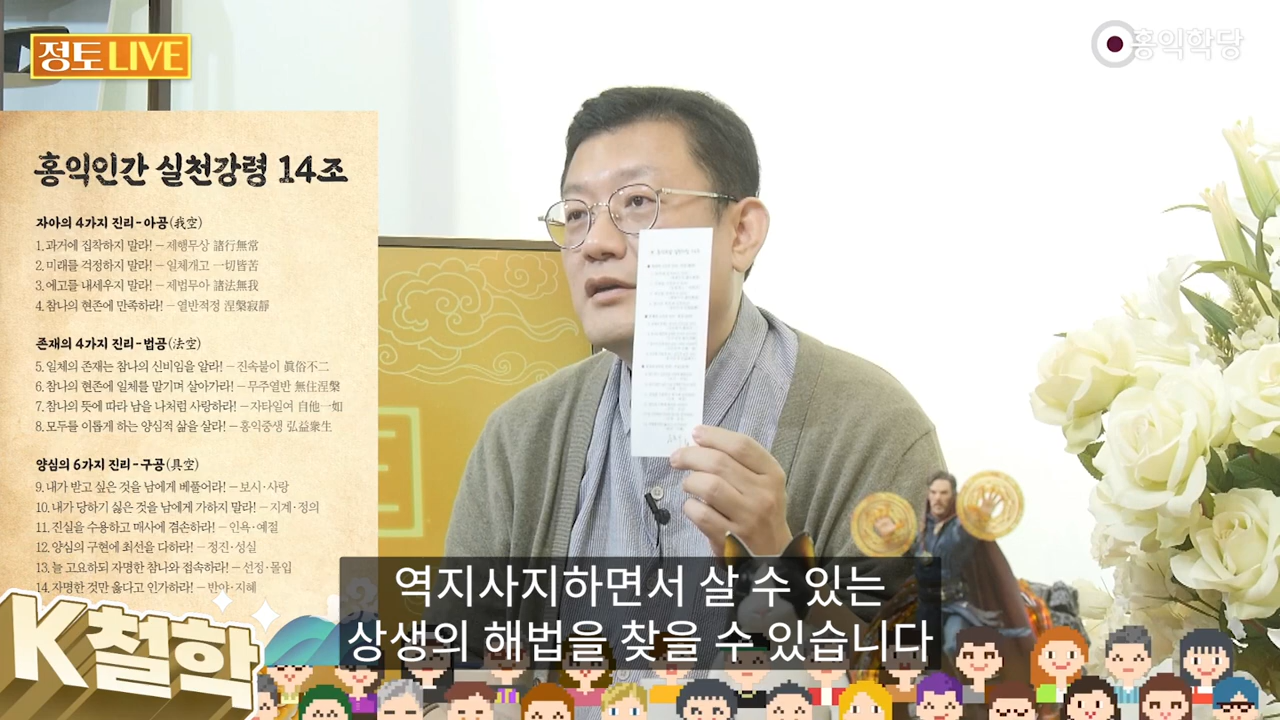 정토 LIVE
홍익학당
홍익인간 실천강령 14조
자아의 4가지 진리 - 아공(我空)
1. 과거에 집착하지 말라! – 제행무상 諸行無常
2. 미래를 걱정하지 말라! – 일체개고 一切皆苦
3. 에고를 내세우지 말라! – 제법무아 諸法無我
4. 참나의 현존에 만족하라! – 열반적정 涅槃寂靜
존재의 4가지 진리 - 법공(法空)
5. 일체의 존재는 참나의 신비임을 알라! – 진속불이 眞俗不二
6. 참나의 현존에 일체를 맡기며 살아가라! – 무주열반 無住涅槃
7. 참나의 뜻에 따라 남을 나처럼 사랑하라! – 자타일여 自他一如
8. 모두를 이롭게 하는 양심적 삶을 살라! – 홍익중생 弘益衆生
양심의 6가지 진리 - 구공(具空)
9. 내가 받고 싶은 것을 남에게 베풀어라! – 보시·사랑
10. 내가 당하기 싫은 것을 남에게 가하지 말라! – 지계·정의
11. 진실을 수용하고 매사에 겸손하라! – 인욕·예절
12. 양심의 구현에 최선을 다하라! – 정진·성실
13. 늘 고요하되 자명한 참나와 접속하라! – 선정·몰입
14. 자명한 것만 옳다고 인가하라! – 반야·지혜
K철학
역지사지하면서 살 수 있는
상생의 해법을 찾을 수 있습니다